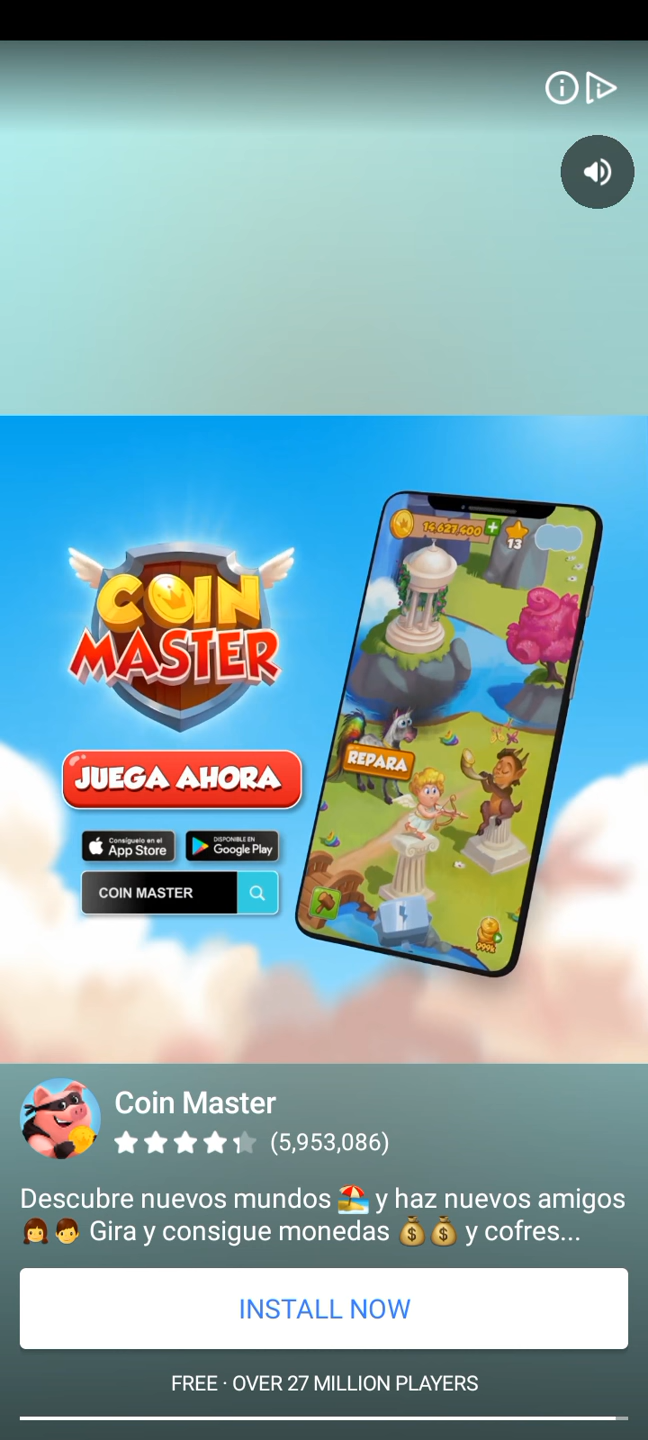 14,627,400
13
COIN
MASTER
REPARA
JUEGA AHORA
Consíguelo en el
App Store
DISPONIBLE EN
Google Play
COIN MASTER
999k
Coin Master
(5,953,086)
Descubre nuevos mundos 🏖️ y haz nuevos amigos
👩🧑 Gira y consigue monedas 💰💰 y cofres...
INSTALL NOW
FREE · OVER 27 MILLION PLAYERS